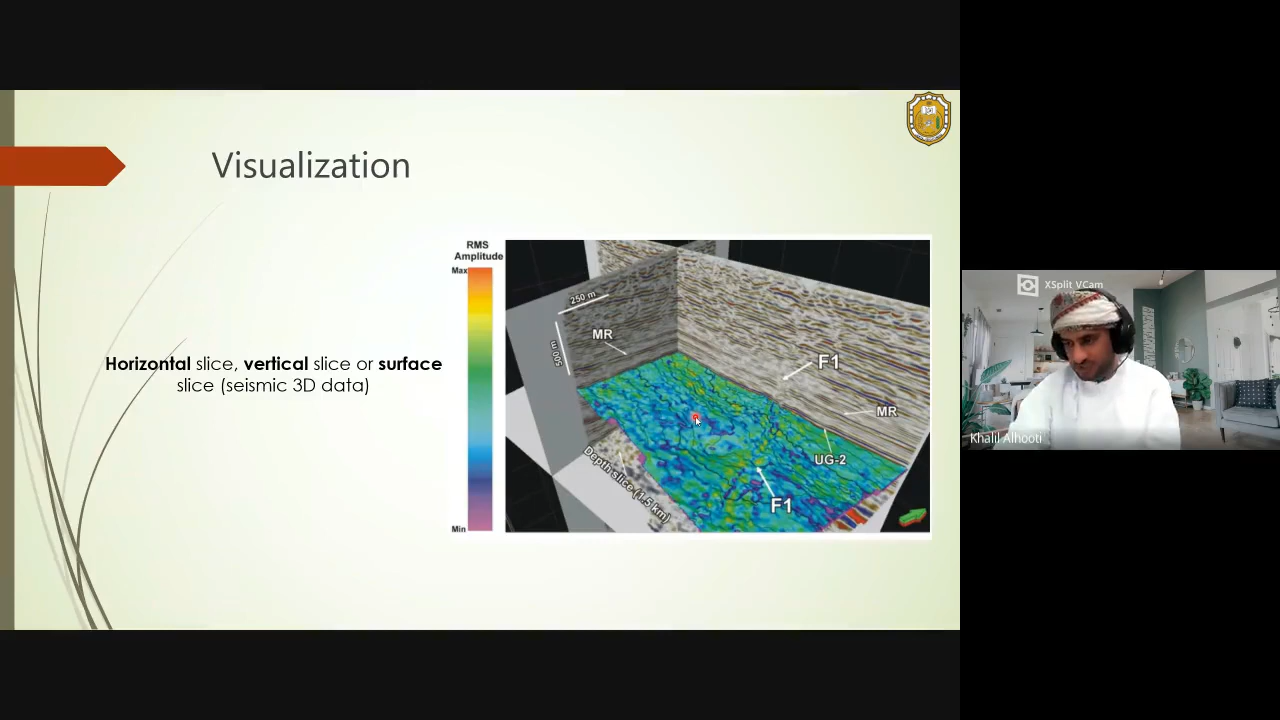 Visualization
RMS
Amplitude
Max
Min
Horizontal slice, vertical slice or surface
slice (seismic 3D data)
250 m
500 m
MR
F1
MR
UG-2
F1
Depth slice (1.5 km)
XSplit VCam
Khalil Alhooti